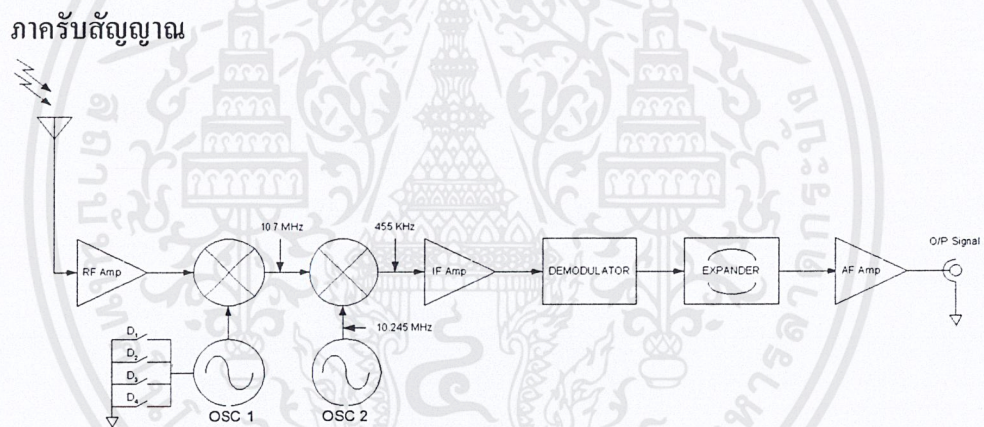 ภาครับสัญญาณ
10.7 MHz
455 KHz
O/P Signal
RF Amp
IF Amp
DEMODULATOR
EXPANDER
AF Amp
10.245 MHz
D1
D2
D3
D4
OSC 1
OSC 2